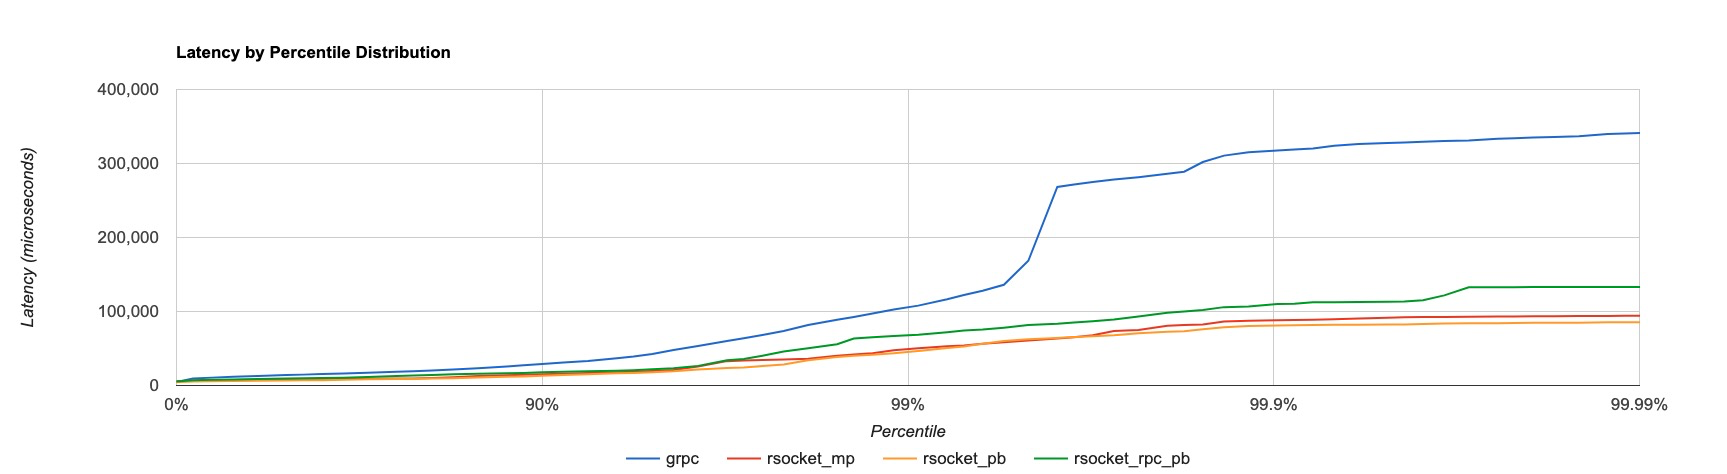 Latency by Percentile Distribution
400,000
300,000
200,000
100,000
0
Latency (microseconds)
0% 90% 99% 99.9% 99.99%
Percentile
grpc rsocket_mp rsocket_pb rsocket_rpc_pb